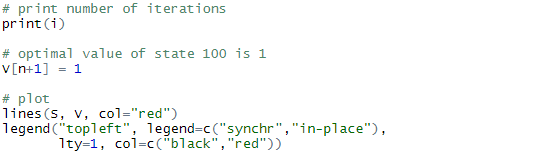 # print number of iterations
print(i)
# optimal value of state 100 is 1
v[n+1] = 1
# plot
lines(s, v, col="red")
legend("topleft", legend=c("synchr","in-place"),
lty=1, col=c("black","red"))